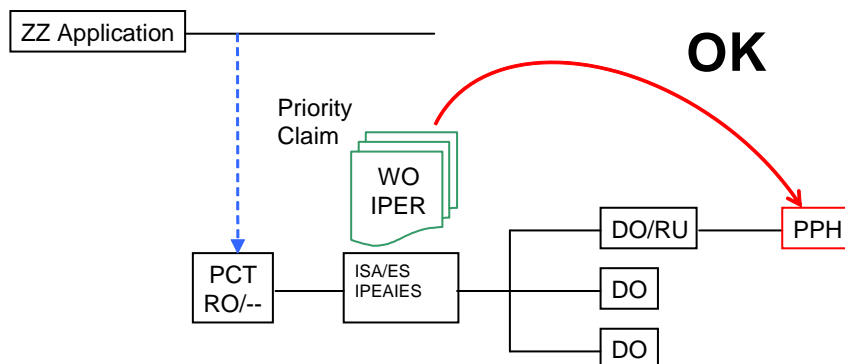 ZZ Application
OK
Priority
Claim
WO
IPER
DO/RU
PPH
PCT
RO/--
ISA/ES
IPEAIES
DO
DO